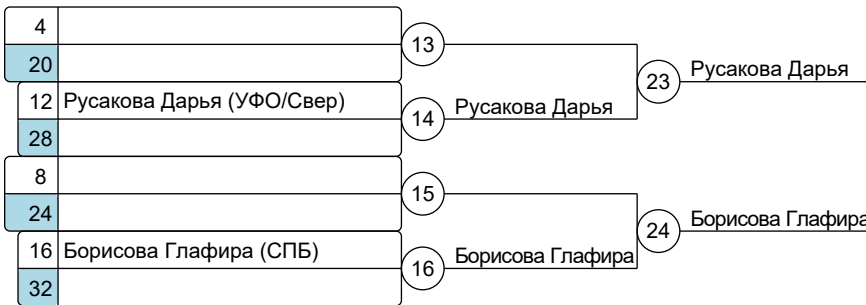 4
13
20
23 Русакова Дарья
12 Русакова Дарья (УФО/Свер)
14 Русакова Дарья
28
8
15
24
24 Борисова Глафира
16 Борисова Глафира (СПБ)
16 Борисова Глафира
32